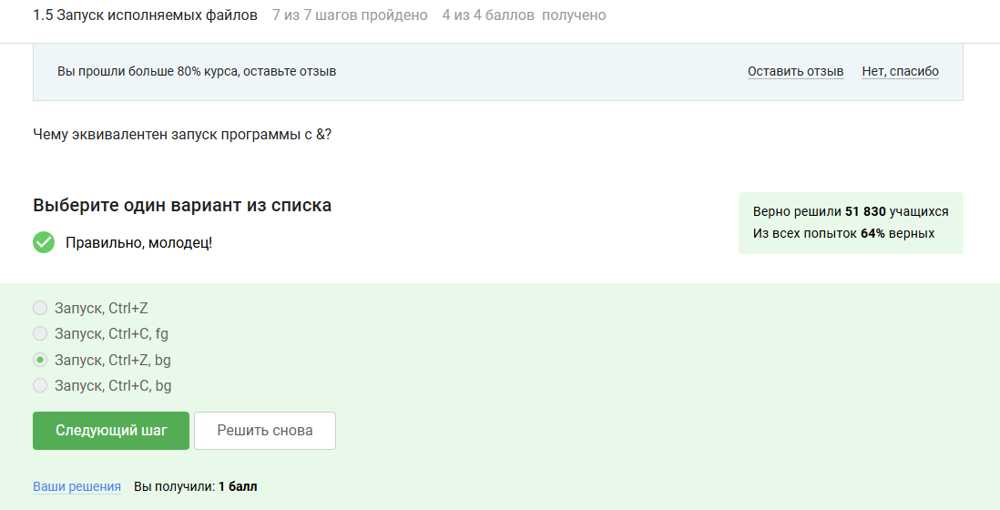 1.5 Запуск исполняемых файлов 7 из 7 шагов пройдено 4 из 4 баллов получено
Вы прошли больше 80% курса, оставьте отзыв Оставить отзыв Нет, спасибо
Чему эквивалентен запуск программы с &?
Выберите один вариант из списка
Верно решили 51 830 учащихся
Из всех попыток 64% верных
Правильно, молодец!
Запуск, Ctrl+Z
Запуск, Ctrl+C, fg
Запуск, Ctrl+Z, bg
Запуск, Ctrl+C, bg
Следующий шаг Решить снова
Ваши решения Вы получили: 1 балл